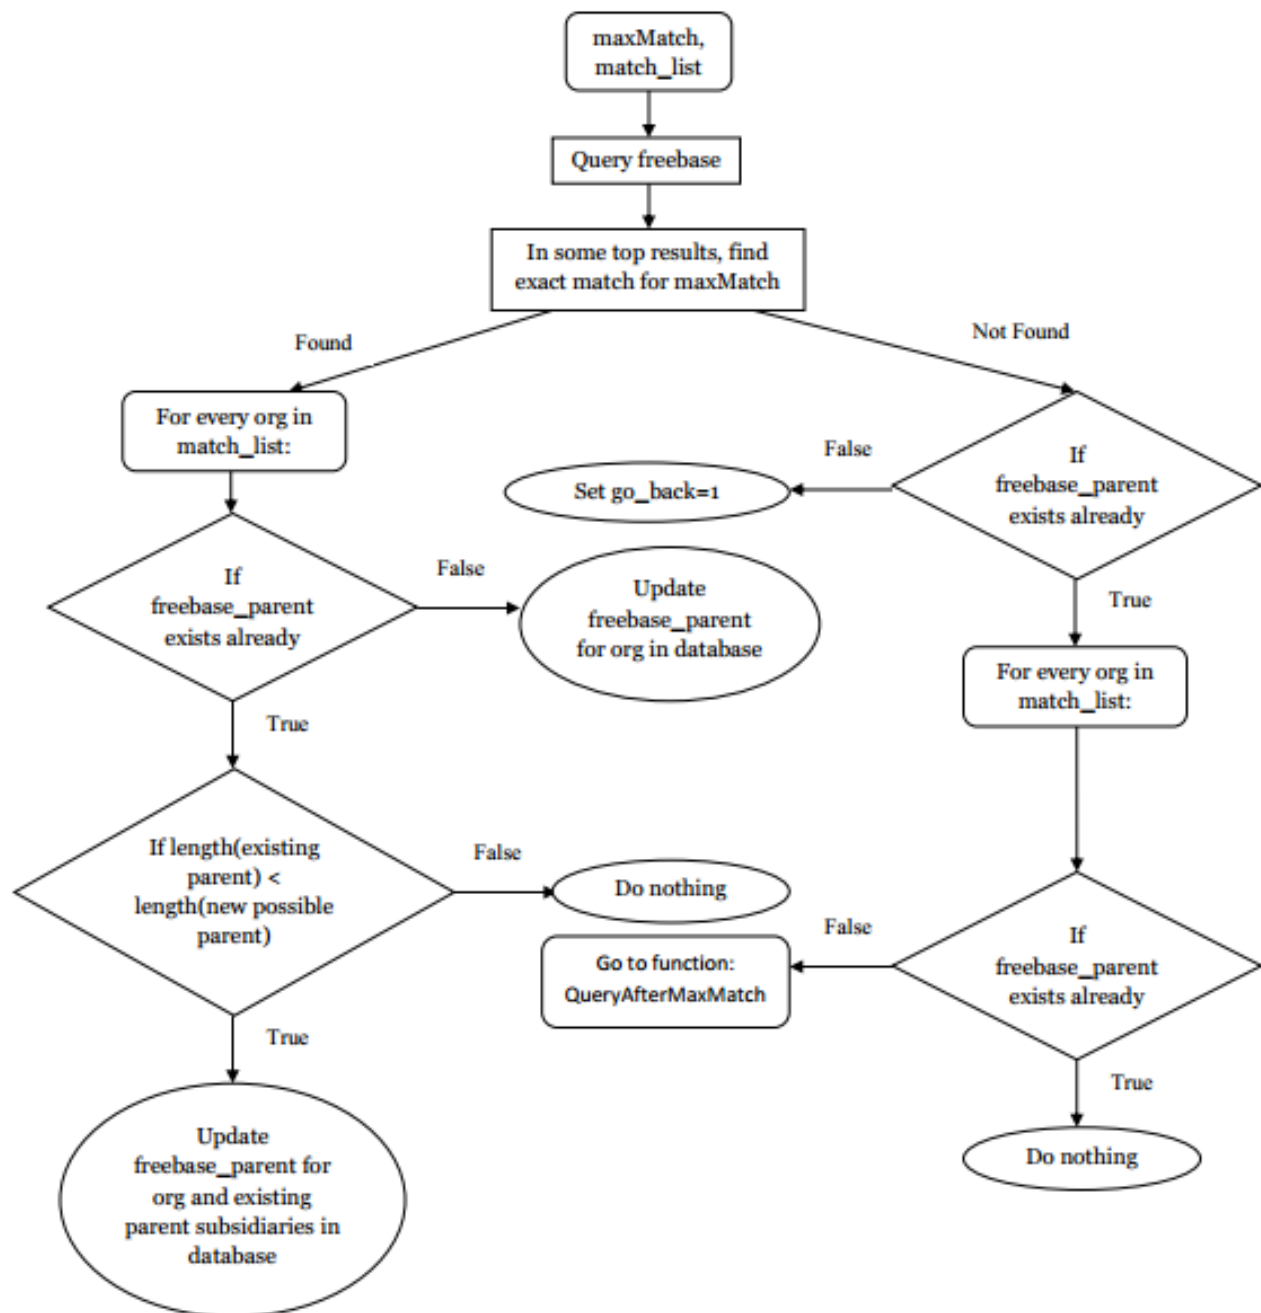 maxMatch,
match_list
Query freebase
In some top results, find
exact match for maxMatch
Found
Not Found
For every org in
match_list:
If
freebase_parent
exists already
False
Set go_back=1
If
freebase_parent
exists already
False
Update
freebase_parent
for org in database
True
For every org in
match_list:
True
If length(existing
parent) <
length(new possible
parent)
False
Do nothing
If
freebase_parent
exists already
False
Go to function:
QueryAfterMaxMatch
True
Update
freebase_parent for
org and existing
parent subsidiaries in
database
True
Do nothing